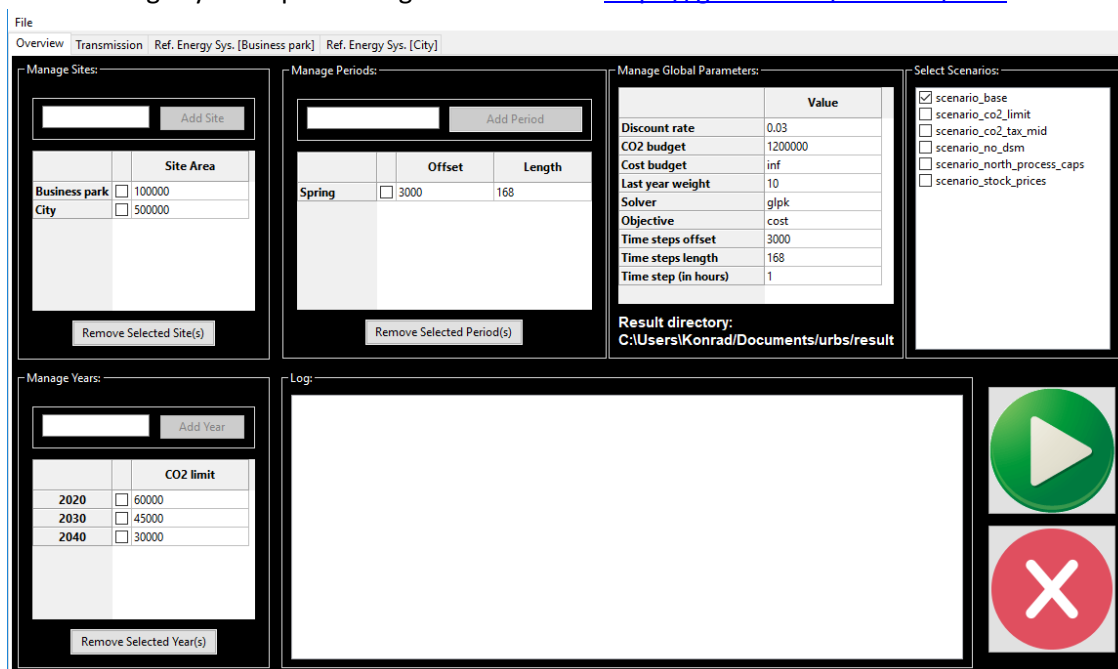 File
Overview Transmission Ref. Energy Sys. [Business park] Ref. Energy Sys. [City]
Manage Sites:
Add Site
Site Area
Business park 100000
City 500000
Remove Selected Site(s)
Manage Periods:
Add Period
Offset Length
Spring 3000 168
Remove Selected Period(s)
Manage Global Parameters:
Value
Discount rate 0.03
CO2 budget 1200000
Cost budget inf
Last year weight 10
Solver glpk
Objective cost
Time steps offset 3000
Time steps length 168
Time step (in hours) 1
Result directory:
C:\Users\Konrad/Documents/urbs/result
Select Scenarios:
scenario_base
scenario_co2_limit
scenario_co2_tax_mid
scenario_no_dsm
scenario_north_process_caps
scenario_stock_prices
Manage Years:
Add Year
CO2 limit
2020 60000
2030 45000
2040 30000
Remove Selected Year(s)
Log: